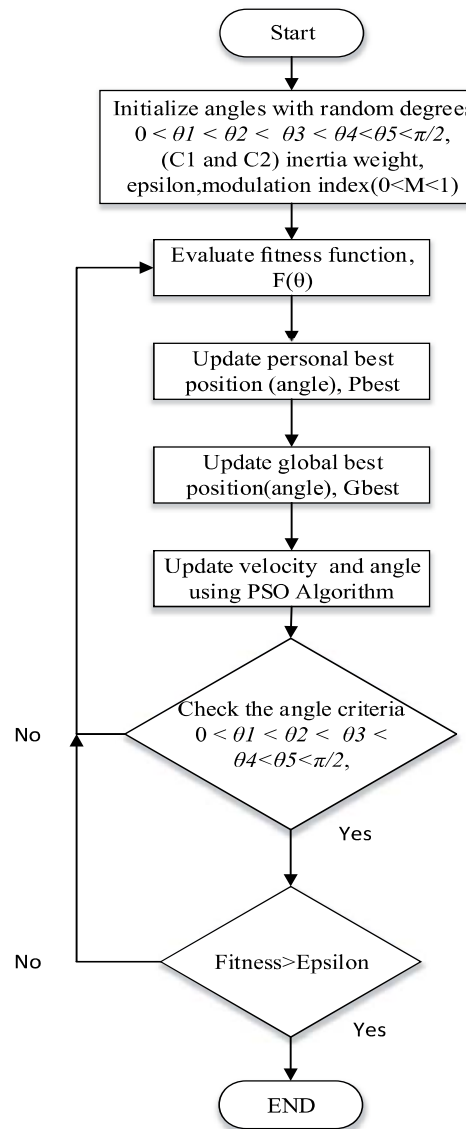 Start
Initialize angles with random degrees
0 < θ1 < θ2 < θ3 < θ4<θ5<π/2,
(C1 and C2) inertia weight,
epsilon,modulation index(0<M<1)
Evaluate fitness function,
F(θ)
Update personal best
position (angle), Pbest
Update global best
position(angle), Gbest
Update velocity and angle
using PSO Algorithm
Check the angle criteria
0 < θ1 < θ2 < θ3 <
θ4<θ5<π/2,
No
Yes
Fitness>Epsilon
No
Yes
END